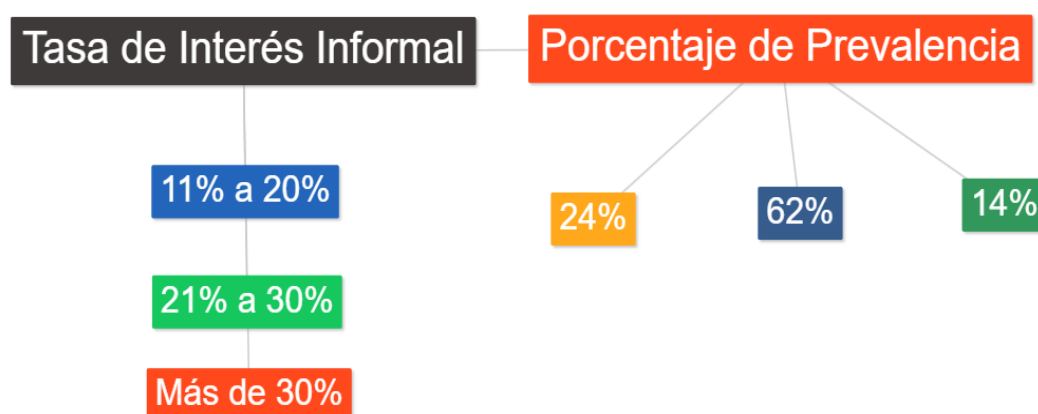 Tasa de Interés Informal
Porcentaje de Prevalencia
11% a 20%
21% a 30%
Más de 30%
24%
62%
14%